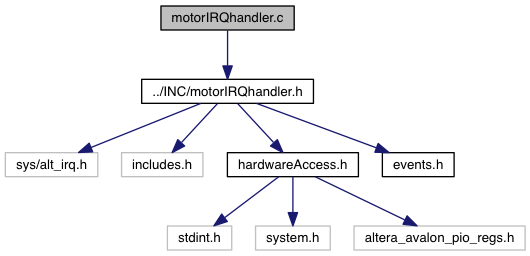 motorIRQhandler.c
../INC/motorIRQhandler.h
sys/alt_irq.h
includes.h
hardwareAccess.h
events.h
stdint.h
system.h
altera_avalon_pio_regs.h